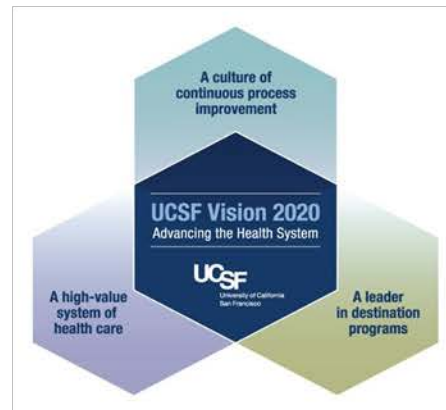 A culture of
continuous process
improvement
UCSF Vision 2020
Advancing the Health System
UCSF
University of California
San Francisco
A high-value
system of
health care
A leader
in destination
programs